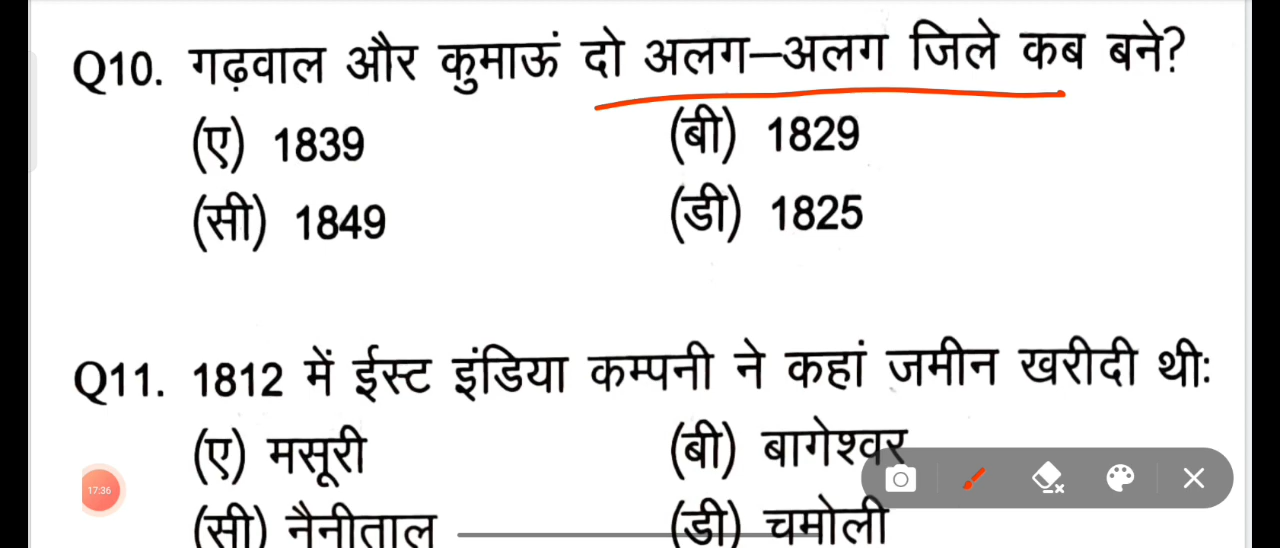 Q10. गढ़वाल और कुमाऊं दो अलग–अलग जिले कब बने?
(ए) 1839 (बी) 1829
(सी) 1849 (डी) 1825
Q11. 1812 में ईस्ट इंडिया कम्पनी ने कहां जमीन खरीदी थीः
(ए) मसूरी (बी) बागेश्वर
17:36
(सी) नैनीताल (डी) चमोली